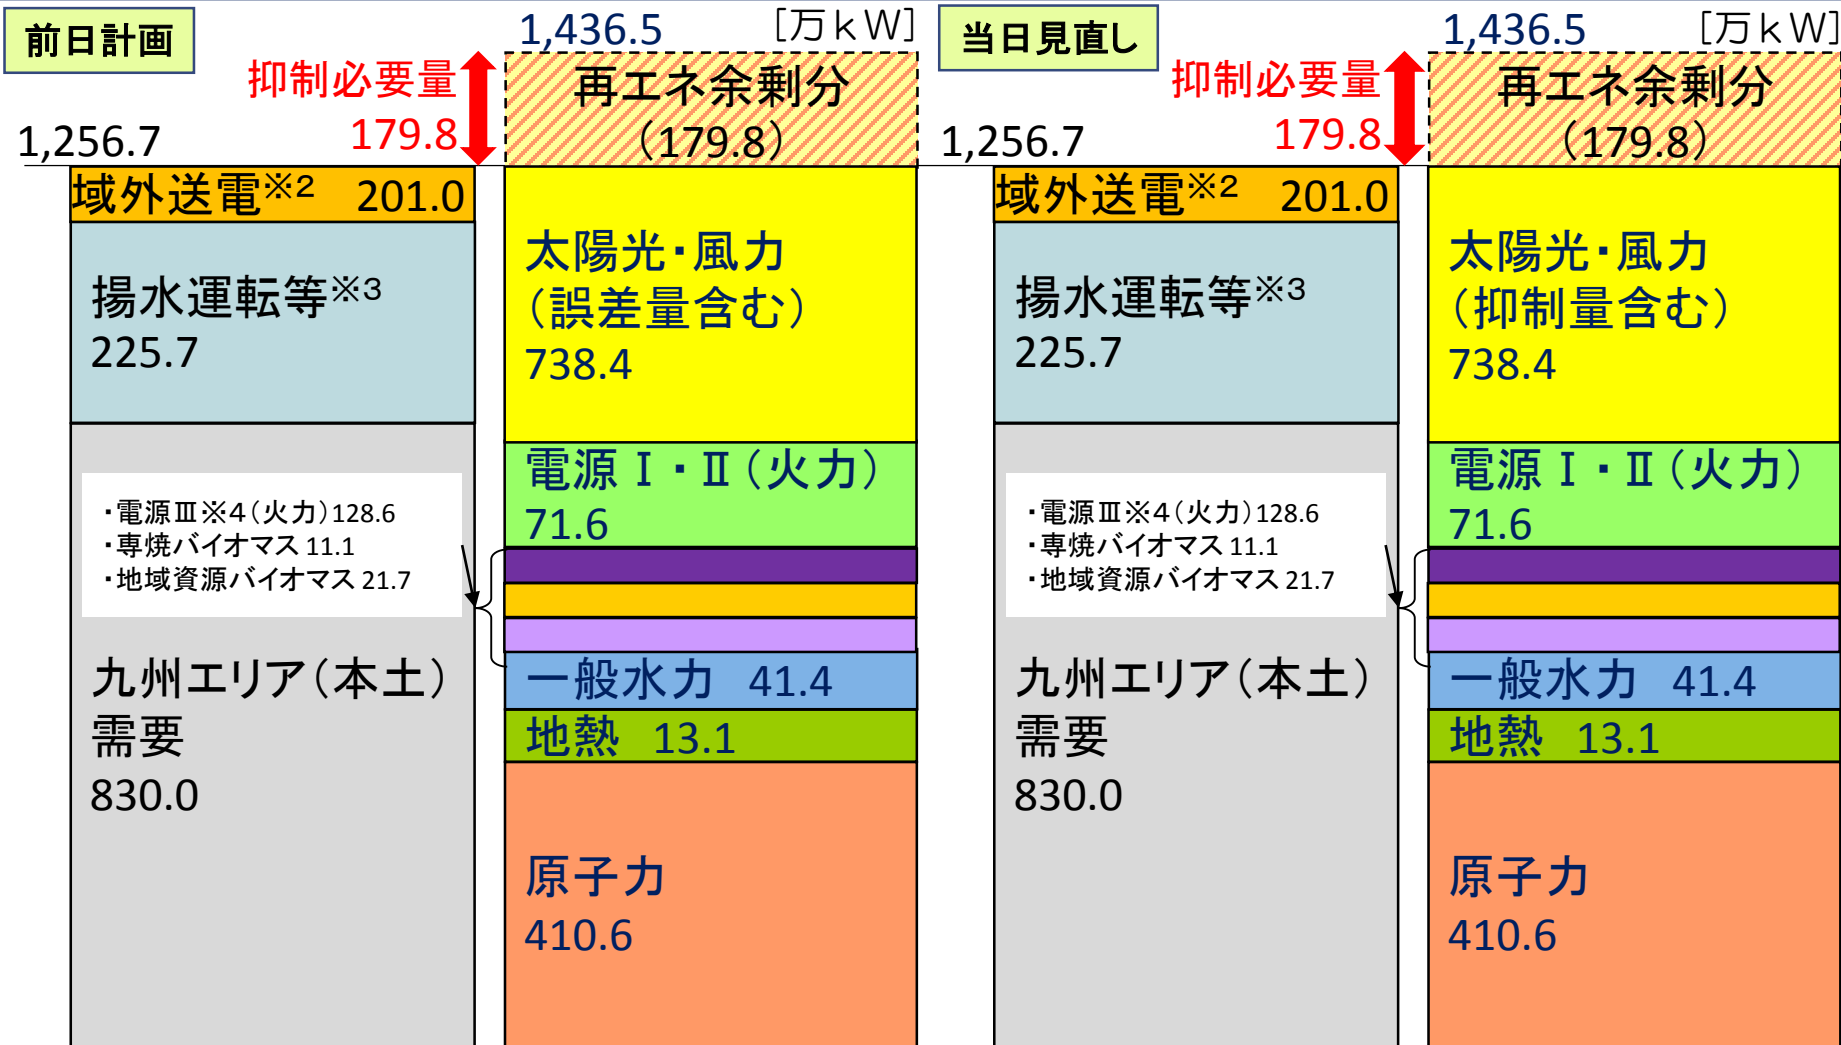 前日計画
1,436.5
[万kW]
抑制必要量
179.8
再エネ余剰分
(179.8)
1,256.7
域外送電※2 201.0
揚水運転等※3
225.7
太陽光・風力
(誤差量含む)
738.4
電源Ⅰ・Ⅱ(火力)
71.6
・電源Ⅲ※4(火力)128.6
・専焼バイオマス 11.1
・地域資源バイオマス 21.7
九州エリア(本土)
需要
830.0
一般水力 41.4
地熱 13.1
原子力
410.6
当日見直し
1,436.5
[万kW]
抑制必要量
179.8
再エネ余剰分
(179.8)
1,256.7
域外送電※2 201.0
揚水運転等※3
225.7
太陽光・風力
(抑制量含む)
738.4
電源Ⅰ・Ⅱ(火力)
71.6
・電源Ⅲ※4(火力)128.6
・専焼バイオマス 11.1
・地域資源バイオマス 21.7
九州エリア(本土)
需要
830.0
一般水力 41.4
地熱 13.1
原子力
410.6